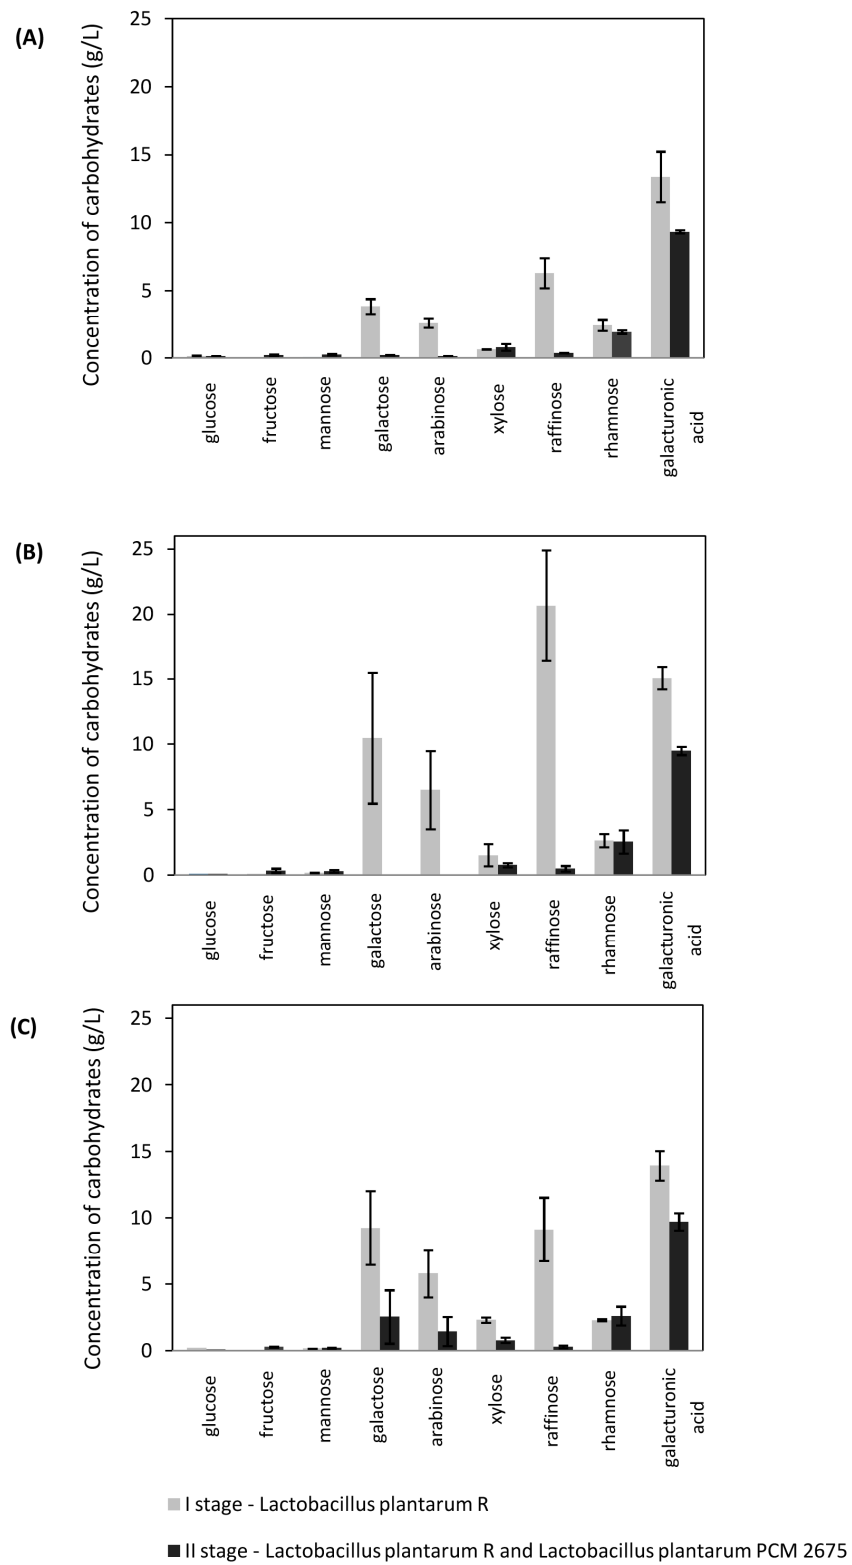 (A)
Concentration of carbohydrates (g/L)
25
20
15
10
5
0
glucose
fructose
mannose
galactose
arabinose
xylose
raffinose
rhamnose
galacturonic
acid
(B)
Concentration of carbohydrates (g/L)
25
20
15
10
5
0
glucose
fructose
mannose
galactose
arabinose
xylose
raffinose
rhamnose
galacturonic
acid
(C)
Concentration of carbohydrates (g/L)
25
20
15
10
5
0
glucose
fructose
mannose
galactose
arabinose
xylose
raffinose
rhamnose
galacturonic
acid
I stage - Lactobacillus plantarum R
II stage - Lactobacillus plantarum R and Lactobacillus plantarum PCM 2675